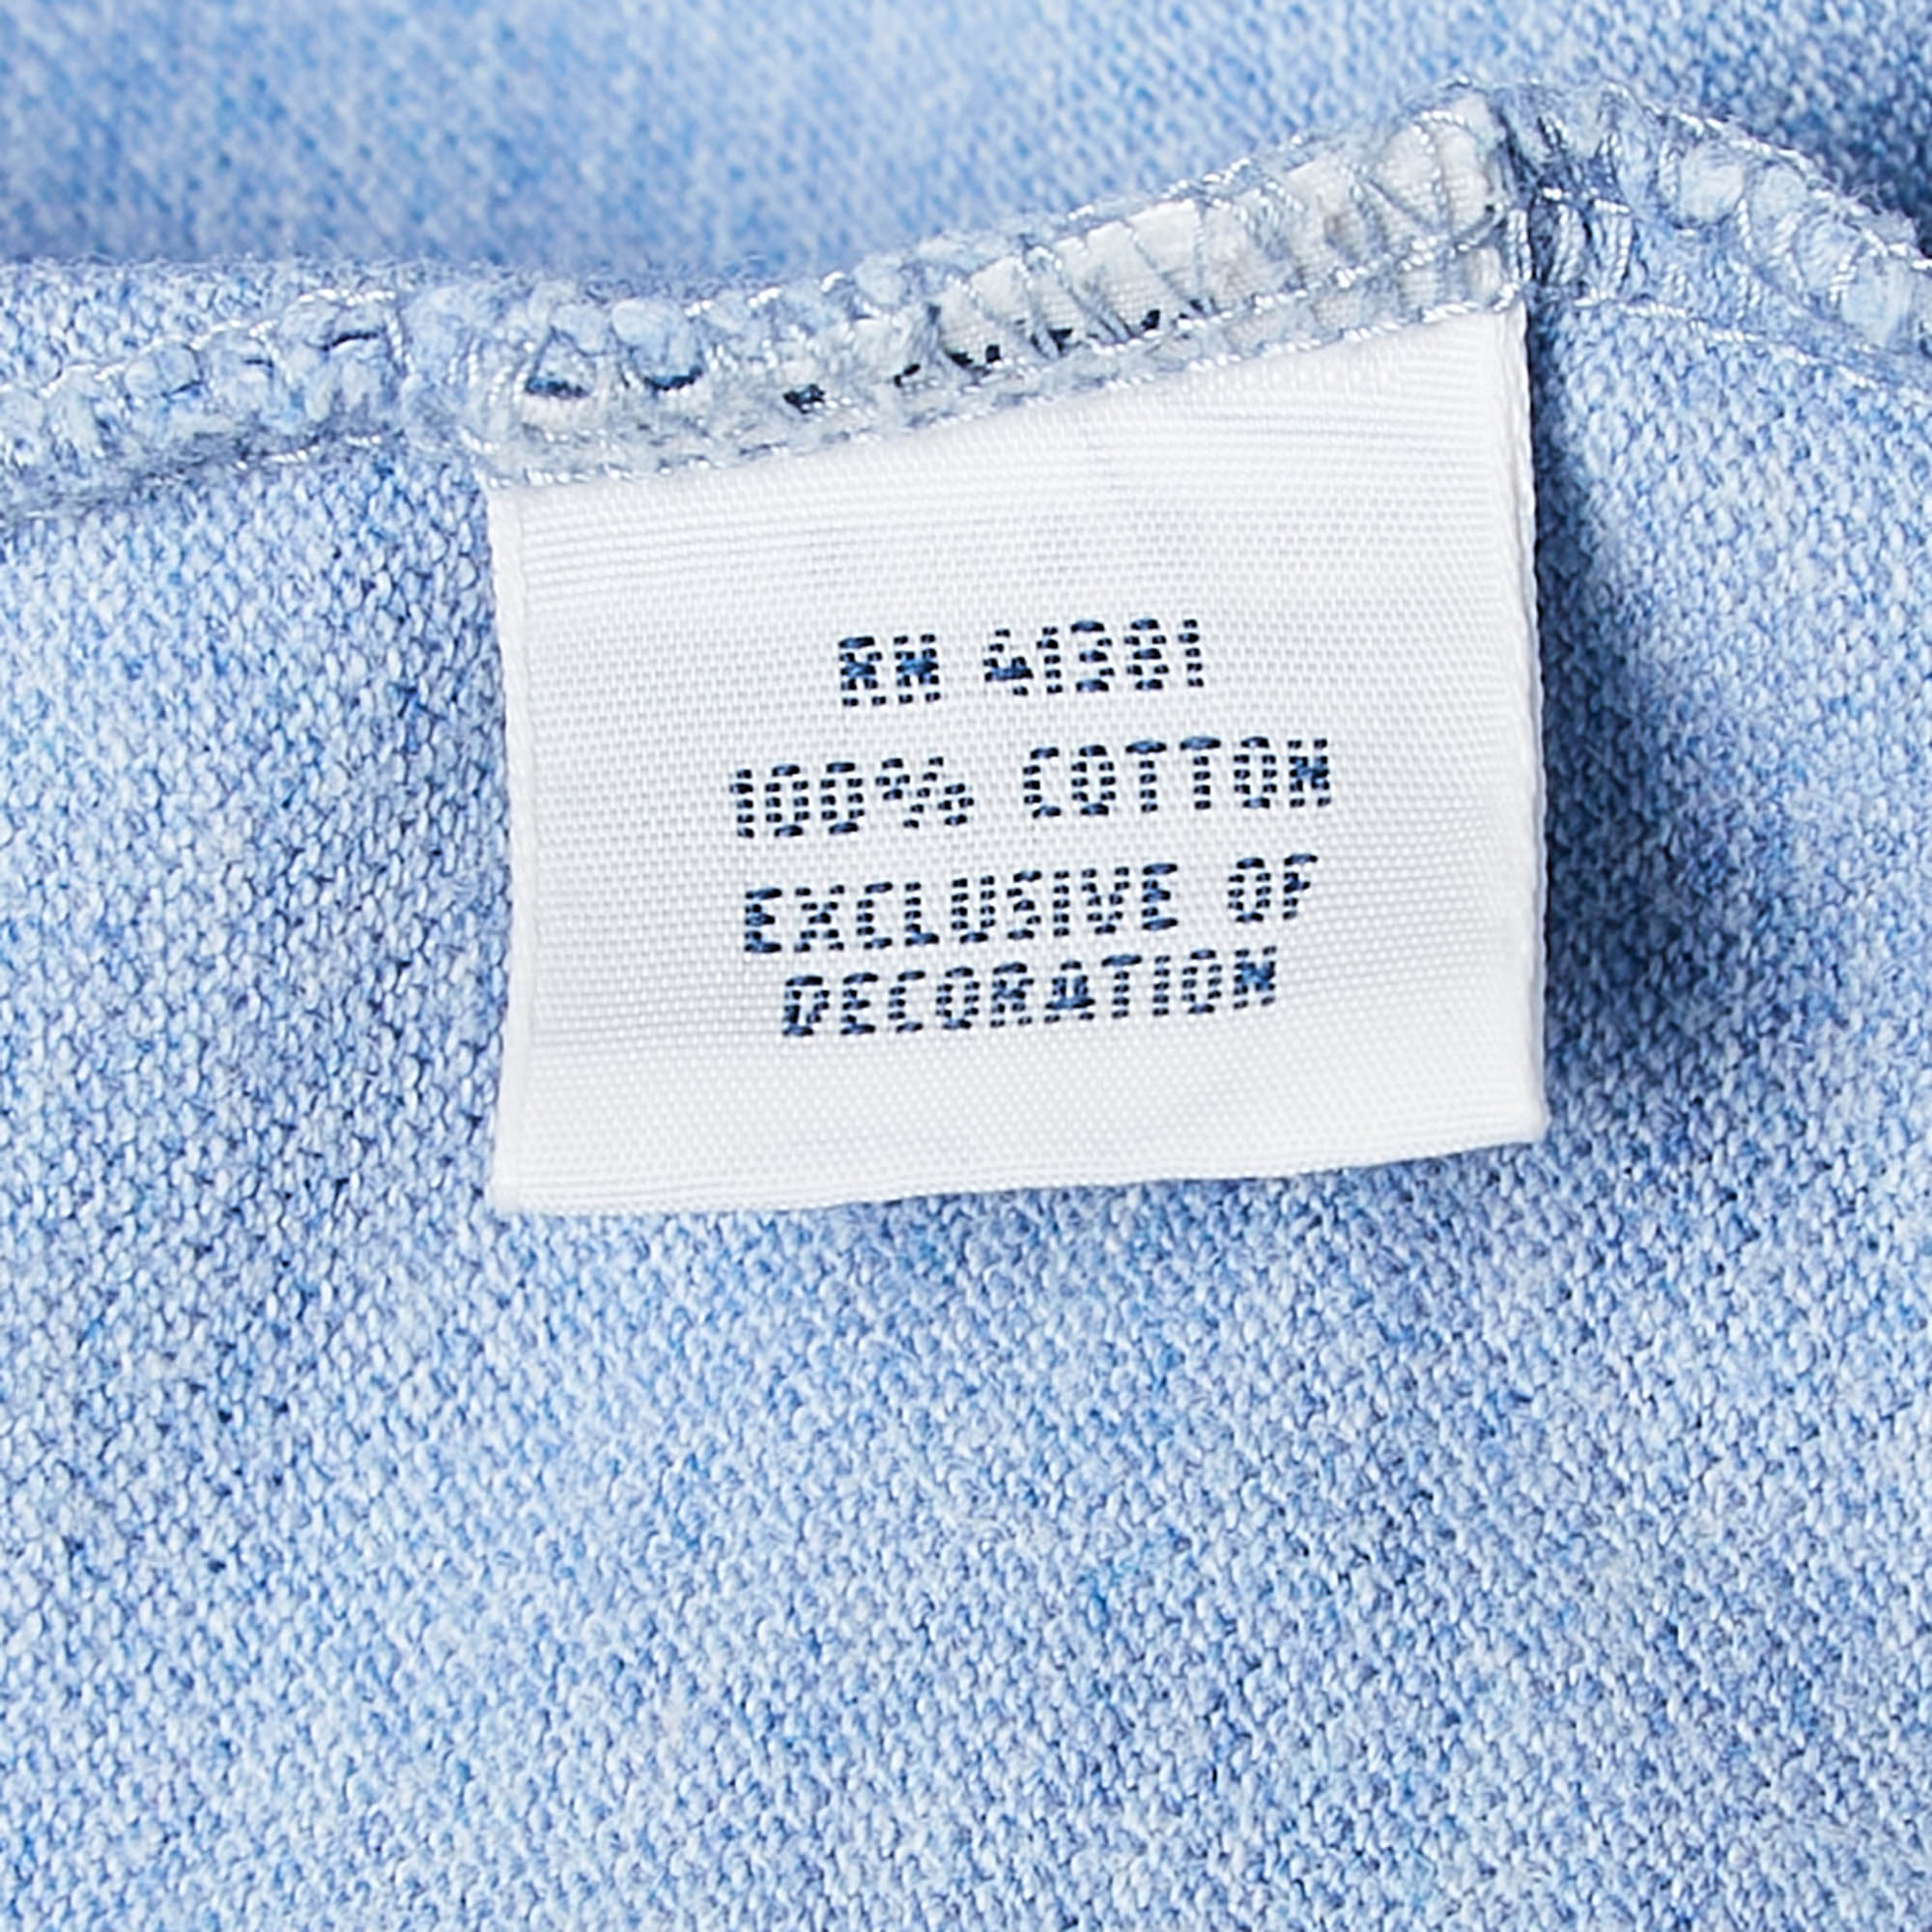 RN 41381
100% COTTON
EXCLUSIVE OF
DECORATION